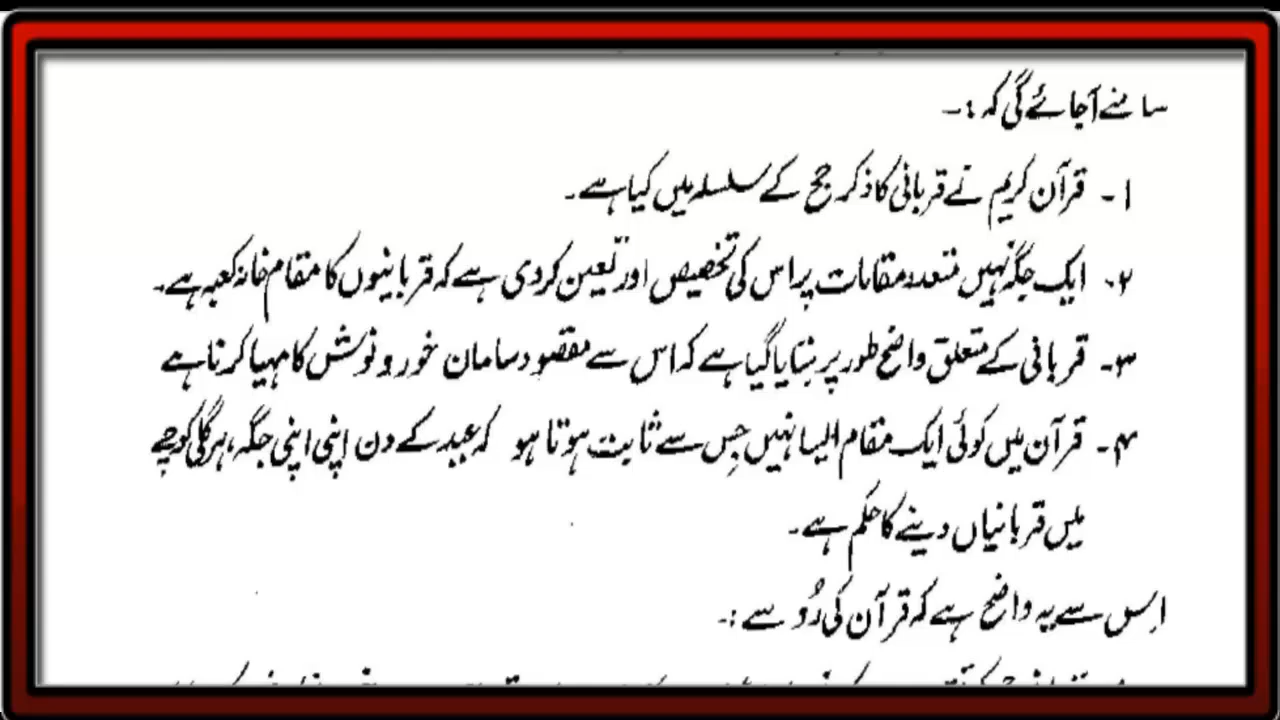 سامنے آجائے گی کہ :۔
۱۔ قرآن کریم نے قربانی کا ذکر حج کے سلسلہ میں کیا ہے۔
۲۔ ایک جگہ نہیں متعدد مقامات پر اس کی تخصیص اور تعین کر دی ہے کہ قربانیوں کا مقام خانہ کعبہ ہے۔
۳۔ قربانی کے متعلق واضح طور پر بتایا گیا ہے کہ اس سے مقصود سامان خور و نوش کا مہیا کرنا ہے
۴۔ قرآن میں کوئی ایک مقام ایسا نہیں جِس سے ثابت ہوتا ہو کہ عید کے دن اپنی اپنی جگہ، ہر گلی کوچے
میں قربانیاں دینے کا حکم ہے۔
اِس سے یہ واضح ہے کہ قرآن کی رُو سے :۔